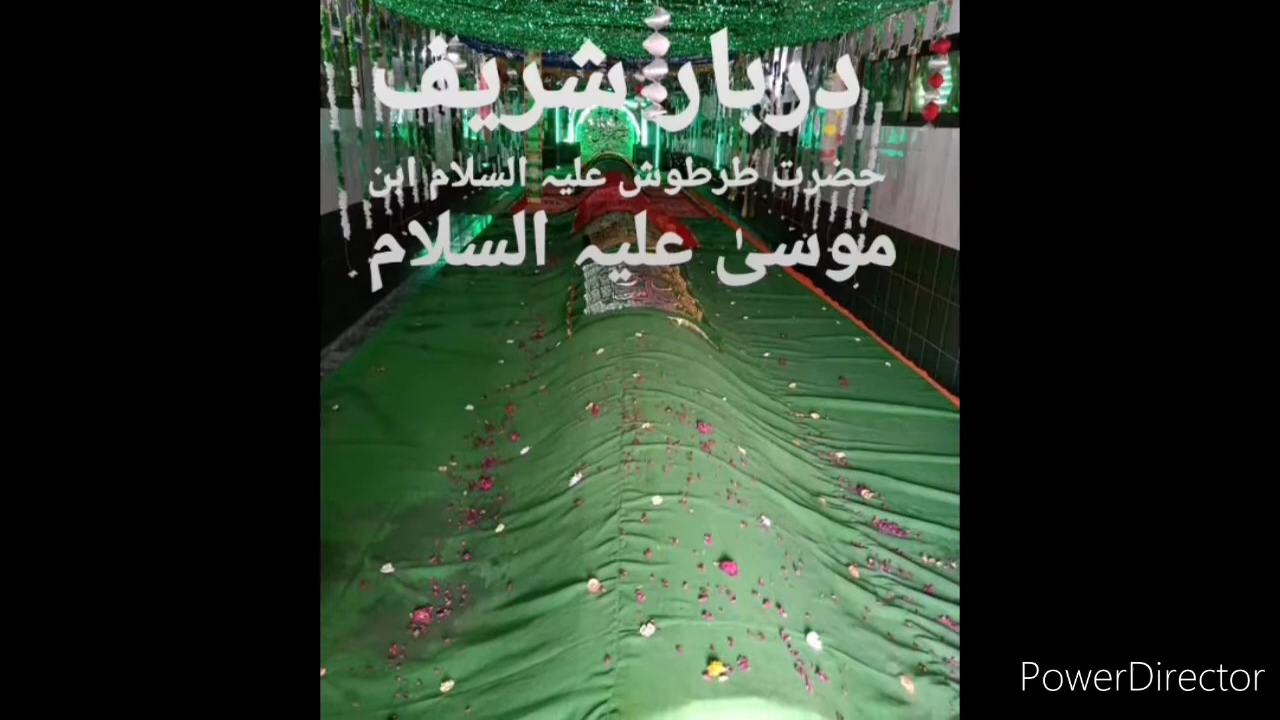 دربار شریف
حضرت طرطوش علیہ السلام ابن
موسیٰ علیہ السلام
PowerDirector